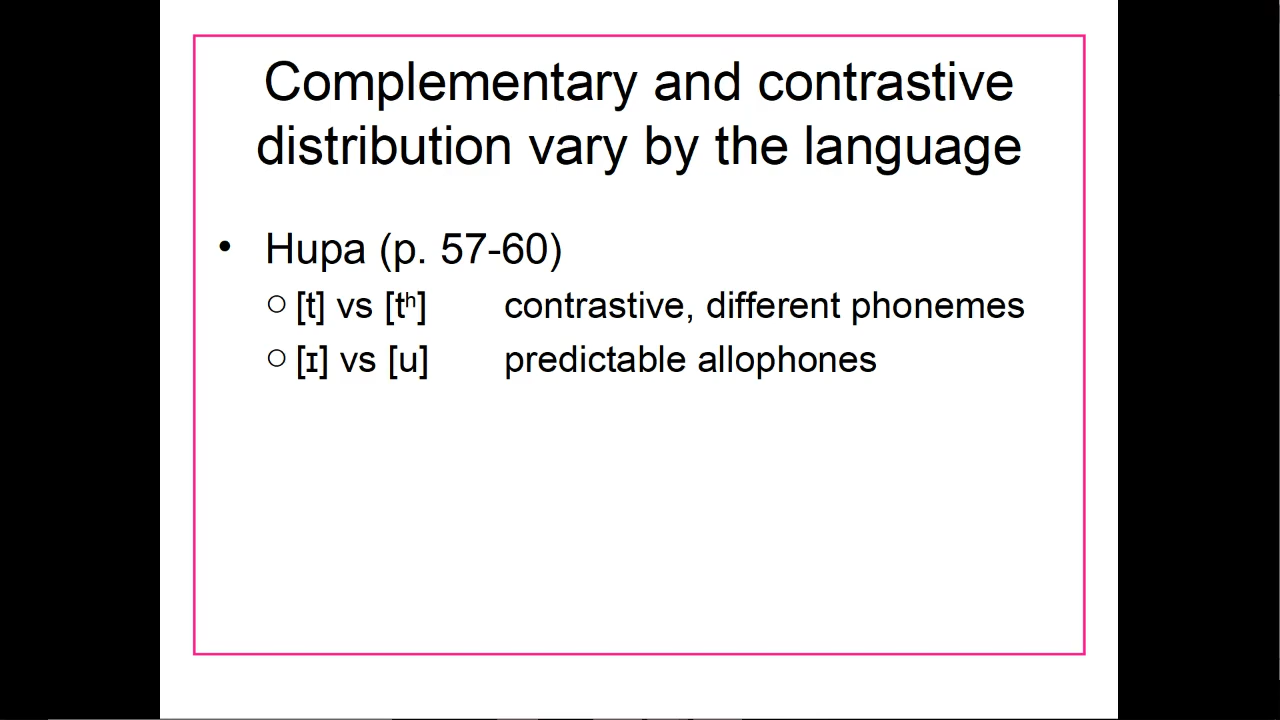 Complementary and contrastive
distribution vary by the language
• Hupa (p. 57-60)
○ [t] vs [tʰ] contrastive, different phonemes
○ [ɪ] vs [u] predictable allophones